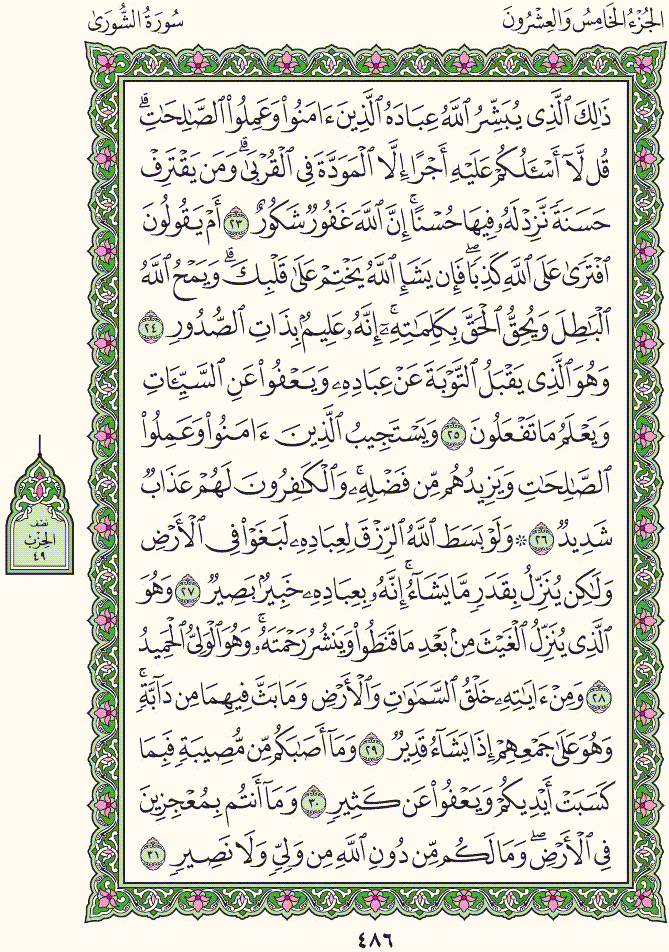 الجُزْءُ الخَامِسُ وَالعِشْرُونَ
سُورَةُ الشُّورَىٰ
ذَٰلِكَ ٱلَّذِى يُبَشِّرُ ٱللَّهُ عِبَادَهُ ٱلَّذِينَ ءَامَنُوا۟ وَعَمِلُوا۟ ٱلصَّـٰلِحَـٰتِ ۗ
قُل لَّآ أَسْـَٔلُكُمْ عَلَيْهِ أَجْرًا إِلَّا ٱلْمَوَدَّةَ فِى ٱلْقُرْبَىٰ ۗ وَمَن يَقْتَرِفْ
حَسَنَةً نَّزِدْ لَهُۥ فِيهَا حُسْنًا ۚ إِنَّ ٱللَّهَ غَفُورٌ شَكُورٌ ٢٣ أَمْ يَقُولُونَ
ٱفْتَرَىٰ عَلَى ٱللَّهِ كَذِبًا ۖ فَإِن يَشَإِ ٱللَّهُ يَخْتِمْ عَلَىٰ قَلْبِكَ ۗ وَيَمْحُ ٱللَّهُ
ٱلْبَـٰطِلَ وَيُحِقُّ ٱلْحَقَّ بِكَلِمَـٰتِهِۦٓ ۚ إِنَّهُۥ عَلِيمٌۢ بِذَاتِ ٱلصُّدُورِ ٢٤
وَهُوَ ٱلَّذِى يَقْبَلُ ٱلتَّوْبَةَ عَنْ عِبَادِهِۦ وَيَعْفُوا۟ عَنِ ٱلسَّيِّـَٔاتِ
وَيَعْلَمُ مَا تَفْعَلُونَ ٢٥ وَيَسْتَجِيبُ ٱلَّذِينَ ءَامَنُوا۟ وَعَمِلُوا۟
ٱلصَّـٰلِحَـٰتِ وَيَزِيدُهُم مِّن فَضْلِهِۦ ۚ وَٱلْكَـٰفِرُونَ لَهُمْ عَذَابٌ
شَدِيدٌ ٢٦ ۞ وَلَوْ بَسَطَ ٱللَّهُ ٱلرِّزْقَ لِعِبَادِهِۦ لَبَغَوْا۟ فِى ٱلْأَرْضِ
وَلَـٰكِن يُنَزِّلُ بِقَدَرٍ مَّا يَشَآءُ ۚ إِنَّهُۥ بِعِبَادِهِۦ خَبِيرٌۢ بَصِيرٌ ٢٧ وَهُوَ
ٱلَّذِى يُنَزِّلُ ٱلْغَيْثَ مِنۢ بَعْدِ مَا قَنَطُوا۟ وَيَنشُرُ رَحْمَتَهُۥ ۚ وَهُوَ ٱلْوَلِىُّ ٱلْحَمِيدُ
٢٨ وَمِنْ ءَايَـٰتِهِۦ خَلْقُ ٱلسَّمَـٰوَٰتِ وَٱلْأَرْضِ وَمَا بَثَّ فِيهِمَا مِن دَآبَّةٍ ۚ
وَهُوَ عَلَىٰ جَمْعِهِمْ إِذَا يَشَآءُ قَدِيرٌ ٢٩ وَمَآ أَصَـٰبَكُم مِّن مُّصِيبَةٍ فَبِمَا
كَسَبَتْ أَيْدِيكُمْ وَيَعْفُوا۟ عَن كَثِيرٍ ٣٠ وَمَآ أَنتُم بِمُعْجِزِينَ
فِى ٱلْأَرْضِ ۖ وَمَا لَكُم مِّن دُونِ ٱللَّهِ مِن وَلِىٍّ وَلَا نَصِيرٍ ٣١
نصف
الحزب
٤٩
٤٨٦